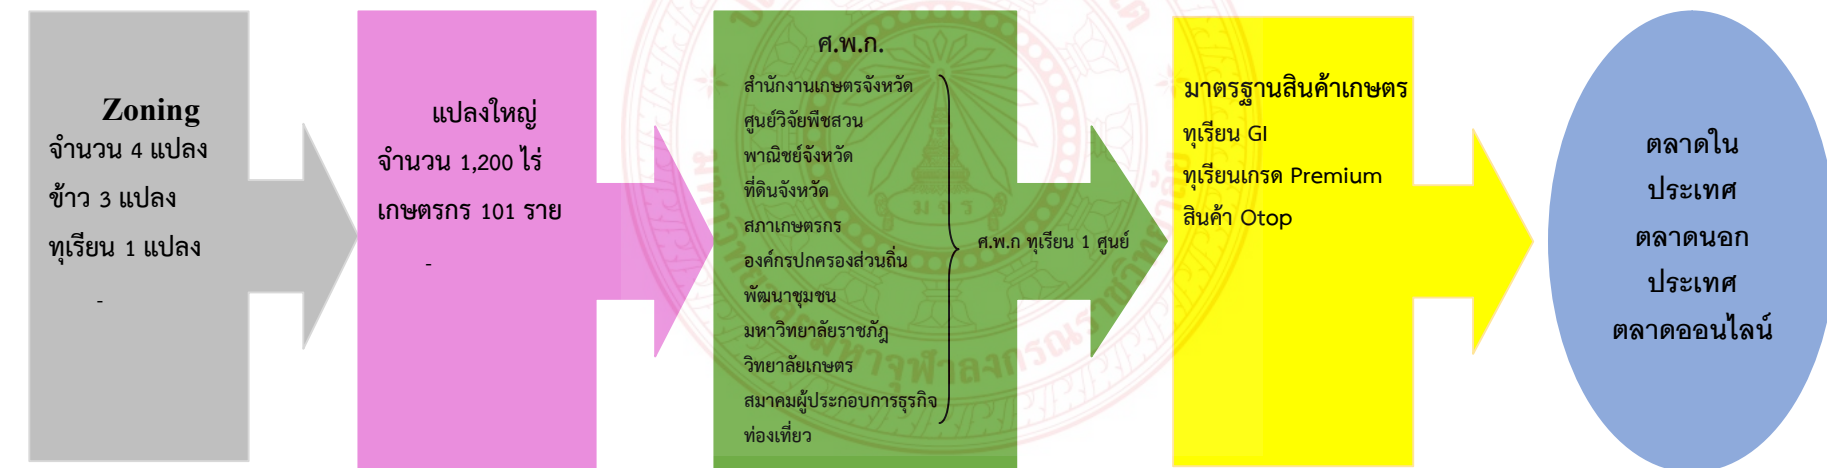 Zoning
จำนวน 4 แปลง
ข้าว 3 แปลง
ทุเรียน 1 แปลง
-
แปลงใหญ่
จำนวน 1,200 ไร่
เกษตรกร 101 ราย
-
ศ.พ.ก.
สำนักงานเกษตรจังหวัด
ศูนย์วิจัยพืชสวน
พาณิชย์จังหวัด
ที่ดินจังหวัด
สภาเกษตรกร
องค์กรปกครองส่วนถิ่น
พัฒนาชุมชน
มหาวิทยาลัยราชภัฎ
วิทยาลัยเกษตร
สมาคมผู้ประกอบการธุรกิจ
ท่องเที่ยว
ศ.พ.ก ทุเรียน 1 ศูนย์
มาตรฐานสินค้าเกษตร
ทุเรียน GI
ทุเรียนเกรด Premium
สินค้า Otop
ตลาดใน
ประเทศ
ตลาดนอก
ประเทศ
ตลาดออนไลน์